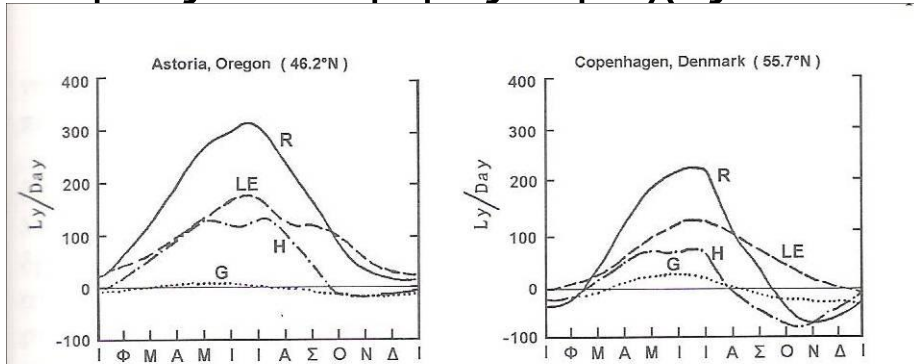 Astoria, Oregon ( 46.2°N )
400
300
200
100
0
-100
Ly/Day
R
LE
H
G
Ι Φ Μ Α Μ Ι Ι Α Σ Ο Ν Δ Ι
Copenhagen, Denmark ( 55.7°N )
400
300
200
100
0
-100
Ly/Day
R
LE
H
G
Ι Φ Μ Α Μ Ι Ι Α Σ Ο Ν Δ Ι